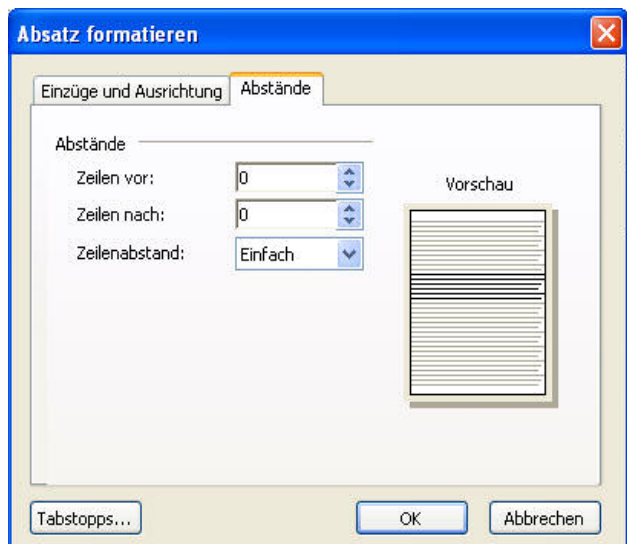 Absatz formatieren
Einzüge und Ausrichtung Abstände
Abstände
Zeilen vor: 0
Zeilen nach: 0
Zeilenabstand: Einfach
Vorschau
Tabstopps... OK Abbrechen